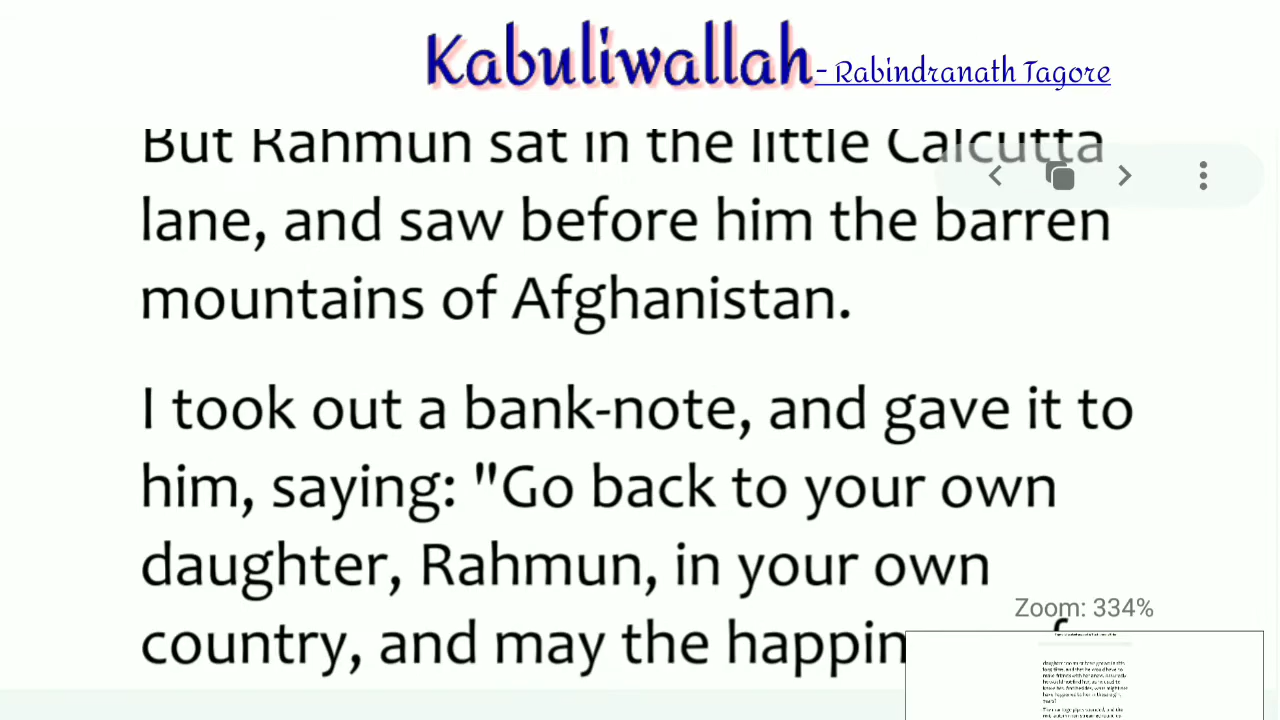 Kabuliwallah - Rabindranath Tagore
But Rahmun sat in the little Calcutta
lane, and saw before him the barren
mountains of Afghanistan.
I took out a bank-note, and gave it to
him, saying: "Go back to your own
daughter, Rahmun, in your own
Zoom: 334%
country, and may the